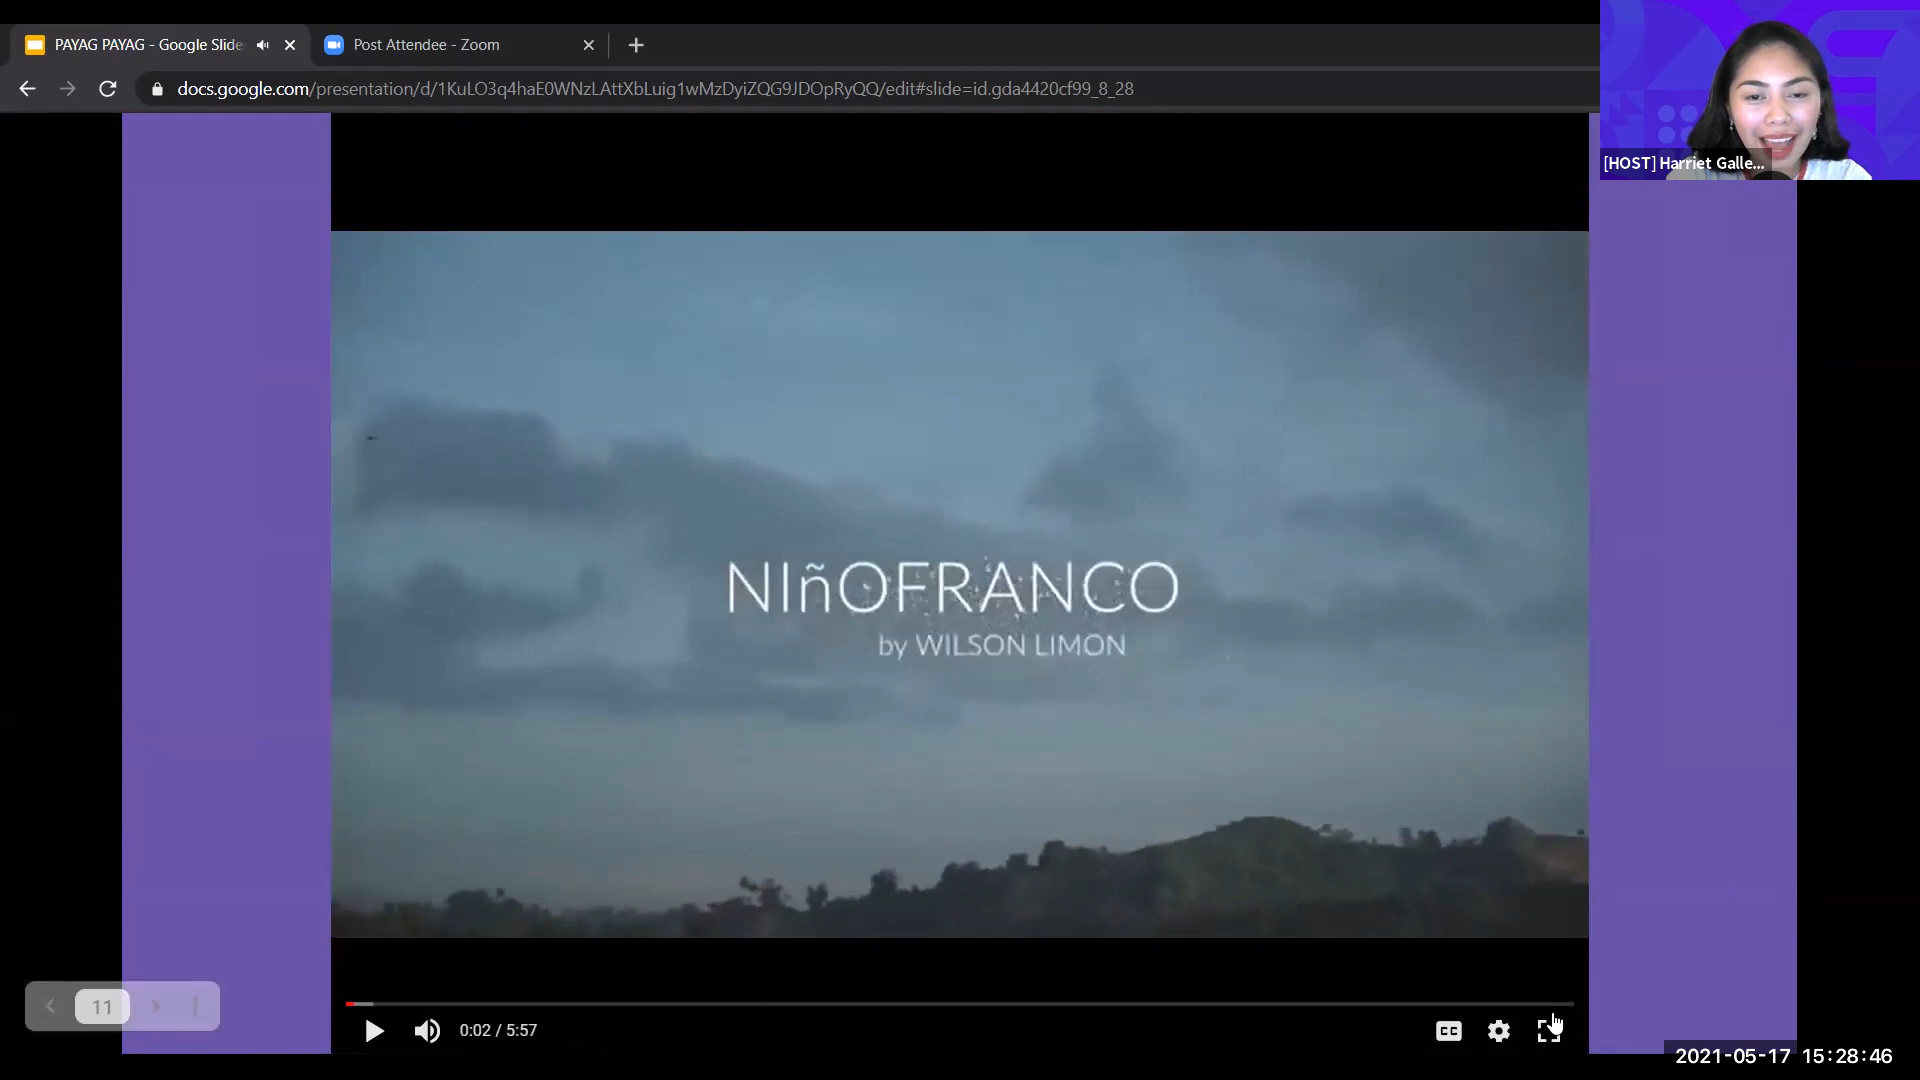 PAYAG PAYAG - Google Slide
Post Attendee - Zoom
docs.google.com/presentation/d/1KuLO3q4haE0WNzLAttXbLuig1wMzDyiZQG9JDOpRyQQ/edit#slide=id.gda4420cf99_8_28
[HOST] Harriet Galle...
NIñOFRANCO
by WILSON LIMON
11
0:02 / 5:57
CC
2021-05-17 15:28:46